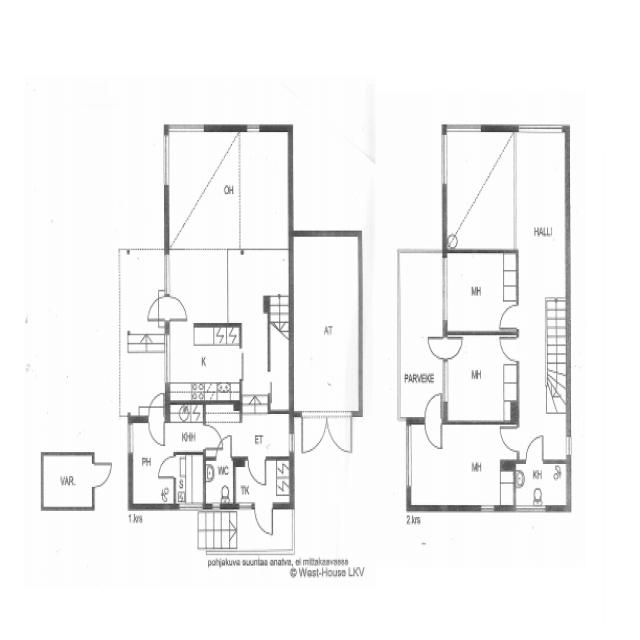 OH
HALLI
MH
AT
K
MH
PARVEKE
KHH
ET
PH
WC
MH
KH
VAR.
S
TK
1.krs
2.krs
pohjakuva suuntaa antava, ei mittakaavassa
© West-House LKV